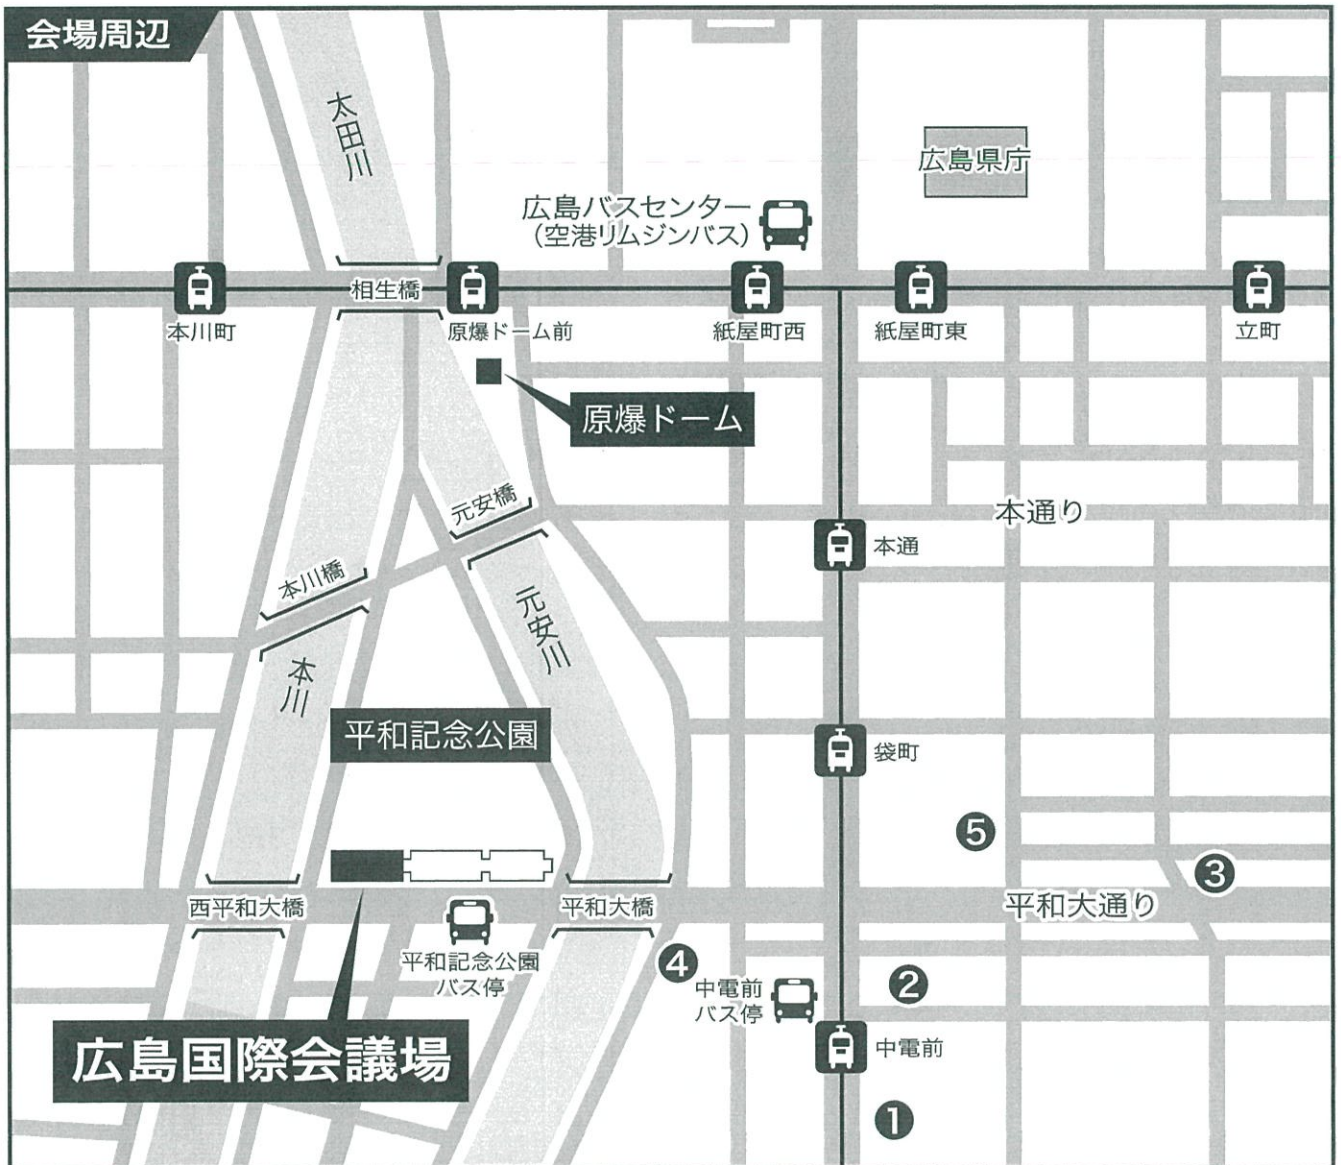 会場周辺
太田川
広島県庁
広島バスセンター
(空港リムジンバス)
相生橋
本川町
原爆ドーム前
紙屋町西
紙屋町東
立町
原爆ドーム
元安橋
本通り
本通
本川橋
元安川
本川
平和記念公園
袋町
❺
❸
西平和大橋
平和大橋
平和大通り
平和記念公園
バス停
❹
中電前
バス停
❷
広島国際会議場
中電前
❶